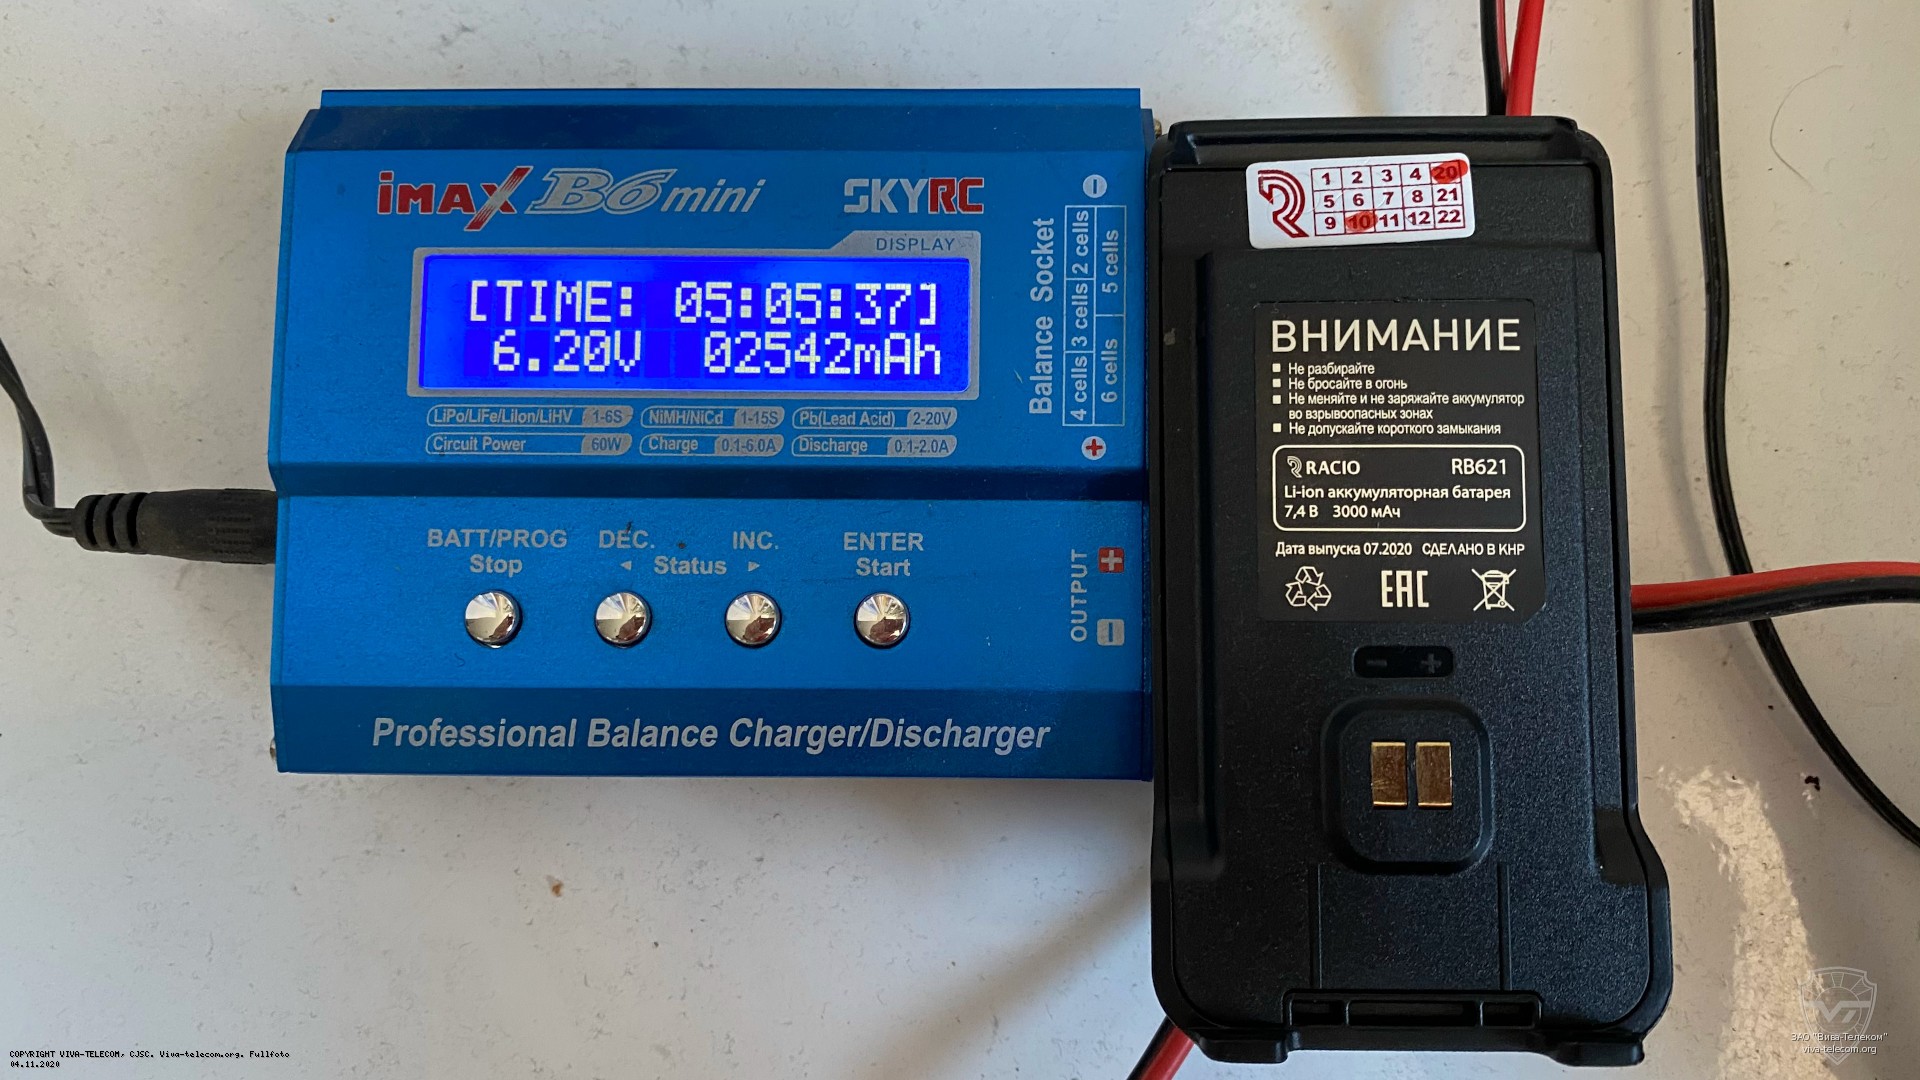 iMAX B6 mini SKYRC
DISPLAY
[TIME: 05:05:37]
6.20V 02542mAh
LiPo/LiFe/LiIon/LiHV 1-6S NiMH/NiCd 1-15S Pb(Lead Acid) 2-20V
Circuit Power 60W Charge 0.1-6.0A Discharge 0.1-2.0A
Balance Socket
4 cells 3 cells 2 cells
6 cells 5 cells
BATT/PROG DEC. INC. ENTER
Stop ◄ Status ► Start
OUTPUT
Professional Balance Charger/Discharger
1 2 3 4 20
5 6 7 8 21
9 10 11 12 22
ВНИМАНИЕ
Не разбирайте
Не бросайте в огонь
Не меняйте и не заряжайте аккумулятор
во взрывоопасных зонах
Не допускайте короткого замыкания
RACIO RB621
Li-ion аккумуляторная батарея
7,4 В 3000 мАч
Дата выпуска 07.2020 СДЕЛАНО В КНР
EAC
- +
COPYRIGHT VIVA-TELECOM, CJSC. Viva-telecom.org. Fullfoto
04.11.2020
ЗАО "Вива-Телеком"
viva-telecom.org